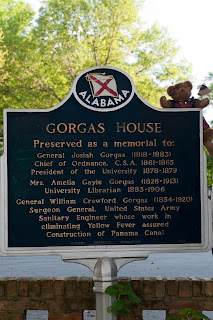 ALABAMA
GORGAS HOUSE
Preserved as a memorial to:
General Josiah Gorgas (1818-1883)
Chief of Ordnance, C.S.A. 1861-1865
President of the University 1878-1879
Mrs. Amelia Gayle Gorgas (1826-1913)
University Librarian 1883-1906
General William Crawford Gorgas (1854-1920)
Surgeon General, United States Army
Sanitary Engineer whose work in
eliminating Yellow Fever assured
Construction of Panama Canal